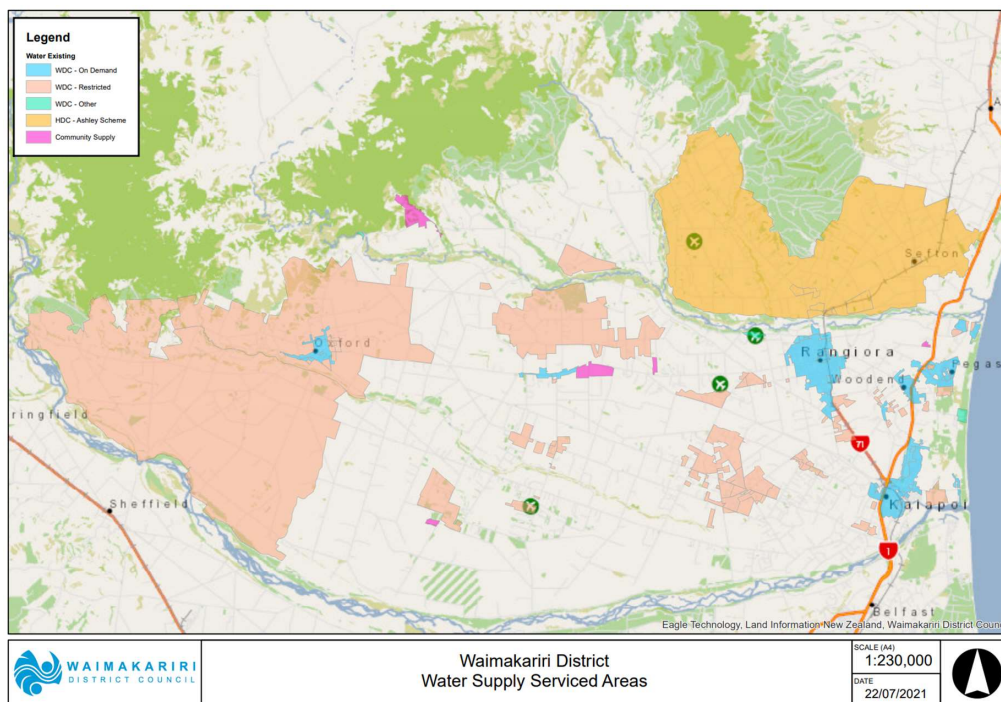 Legend
Water Existing
WDC - On Demand
WDC - Restricted
WDC - Other
HDC - Ashley Scheme
Community Supply
A
Sefton
Oxford
Rangiora
Pegas
Woodend
ringfield
71
Sheffield
Kaiapoi
1
Belfast
Eagle Technology, Land Information New Zealand, Waimakariri District Counc
WAIMAKARIRI
DISTRICT COUNCIL
Waimakariri District
Water Supply Serviced Areas
SCALE (A4)
1:230,000
DATE
22/07/2021